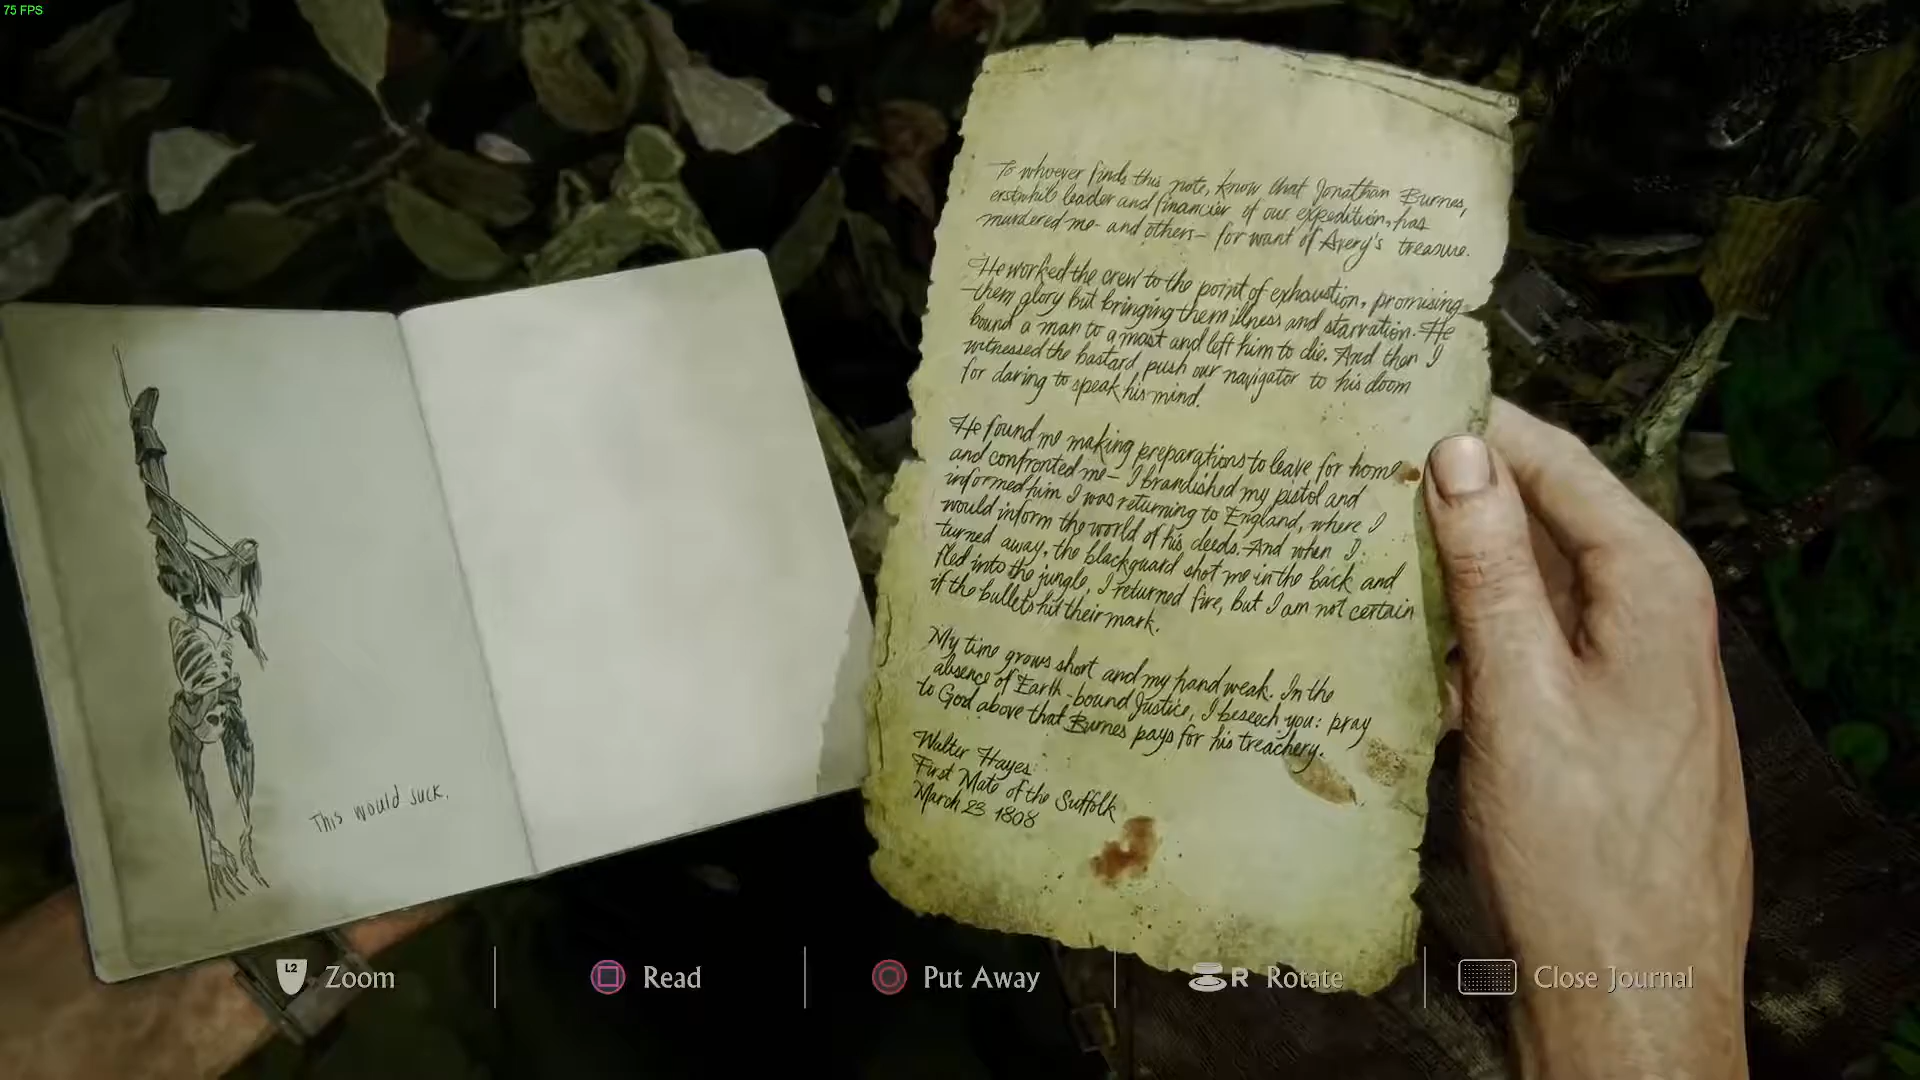 75 FPS
This would suck.
To whoever finds this note, know that Jonathan Burnes,
erstwhile leader and financier of our expedition, has
murdered me- and others- for want of Avery's treasure.
He worked the crew to the point of exhaustion, promising
them glory but bringing them illness and starvation. He
bound a man to a mast and left him to die. And then I
witnessed the bastard push our navigator to his doom
for daring to speak his mind.
He found me making preparations to leave for home
and confronted me- I brandished my pistol and
informed him I was returning to England, where I
would inform the world of his deeds. And when I
turned away, the blackguard shot me in the back and
fled into the jungle, I returned fire, but I am not certain
if the bullets hit their mark.
My time grows short and my hand weak. In the
absence of Earth-bound Justice, I beseech you: pray
to God above that Burnes pays for his treachery.
Walter Hayes
First Mate of the Suffolk
March 23 1808
L2 Zoom
Read
Put Away
R Rotate
Close Journal